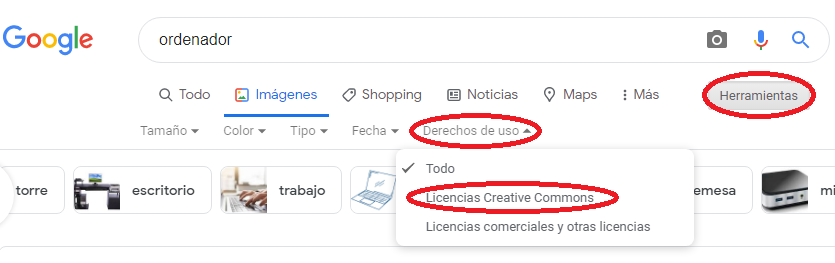 Google
ordenador
Todo Imágenes Shopping Noticias Maps Más Herramientas
Tamaño Color Tipo Fecha Derechos de uso
Todo
torre escritorio trabajo emesa mi
Licencias Creative Commons
Licencias comerciales y otras licencias